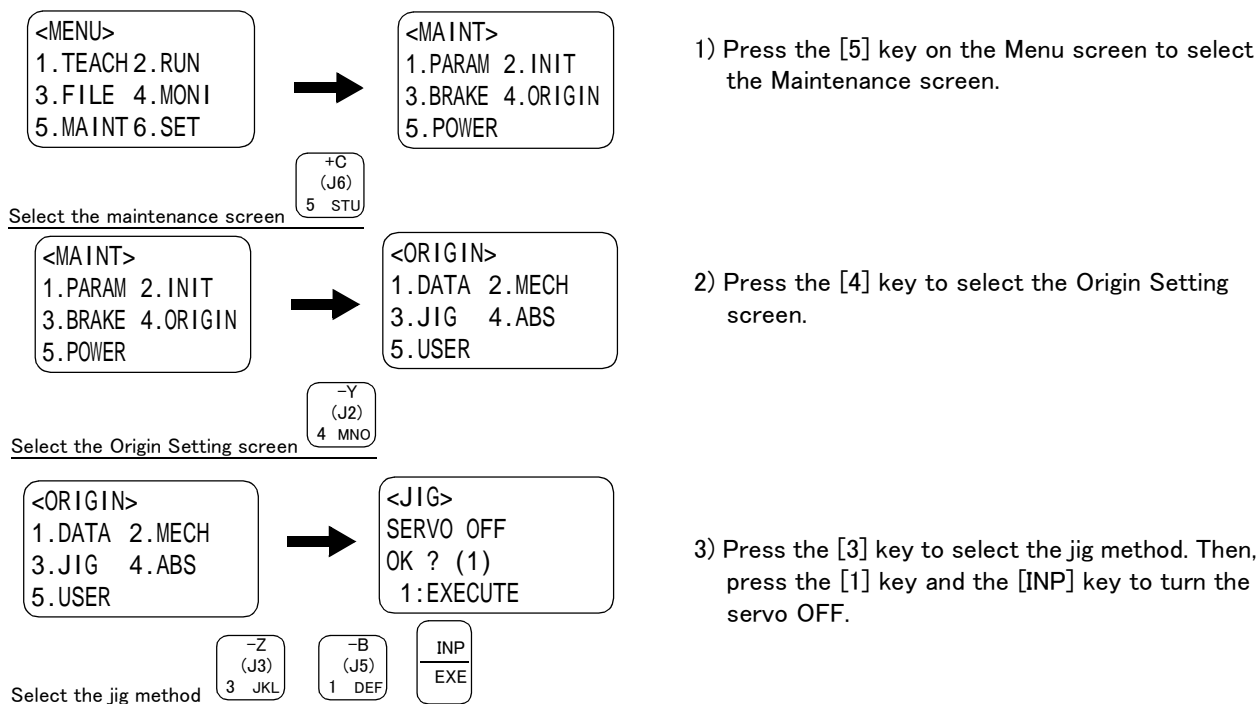 <MENU>
1.TEACH 2.RUN
3.FILE 4.MONI
5.MAINT 6.SET
<MAINT>
1.PARAM 2.INIT
3.BRAKE 4.ORIGIN
5.POWER
1) Press the [5] key on the Menu screen to select
the Maintenance screen.
+C
(J6)
5 STU
Select the maintenance screen
<MAINT>
1.PARAM 2.INIT
3.BRAKE 4.ORIGIN
5.POWER
<ORIGIN>
1.DATA 2.MECH
3.JIG 4.ABS
5.USER
2) Press the [4] key to select the Origin Setting
screen.
-Y
(J2)
4 MNO
Select the Origin Setting screen
<ORIGIN>
1.DATA 2.MECH
3.JIG 4.ABS
5.USER
<JIG>
SERVO OFF
OK ? (1)
1:EXECUTE
3) Press the [3] key to select the jig method. Then,
press the [1] key and the [INP] key to turn the
servo OFF.
-Z
(J3)
3 JKL
-B
(J5)
1 DEF
INP
EXE
Select the jig method